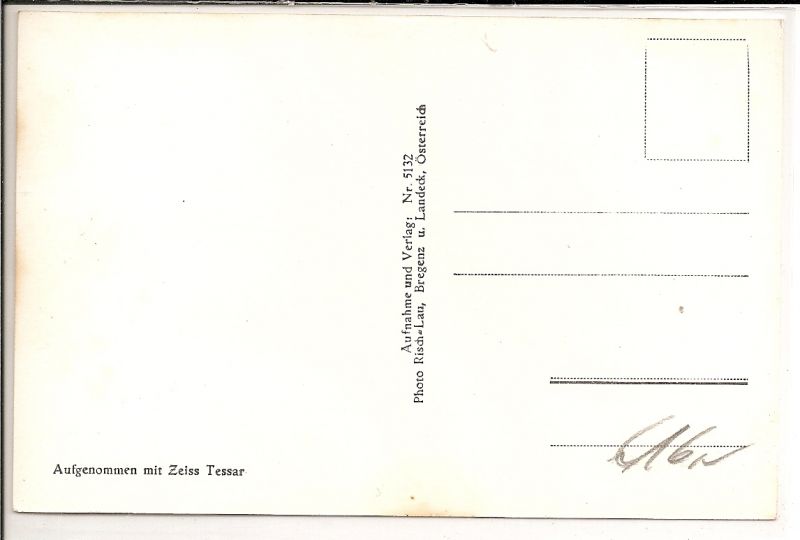 Aufnahme und Verlag: Nr. 5132
Photo Risch=Lau, Bregenz u. Landeck, Österreich
Aufgenommen mit Zeiss Tessar